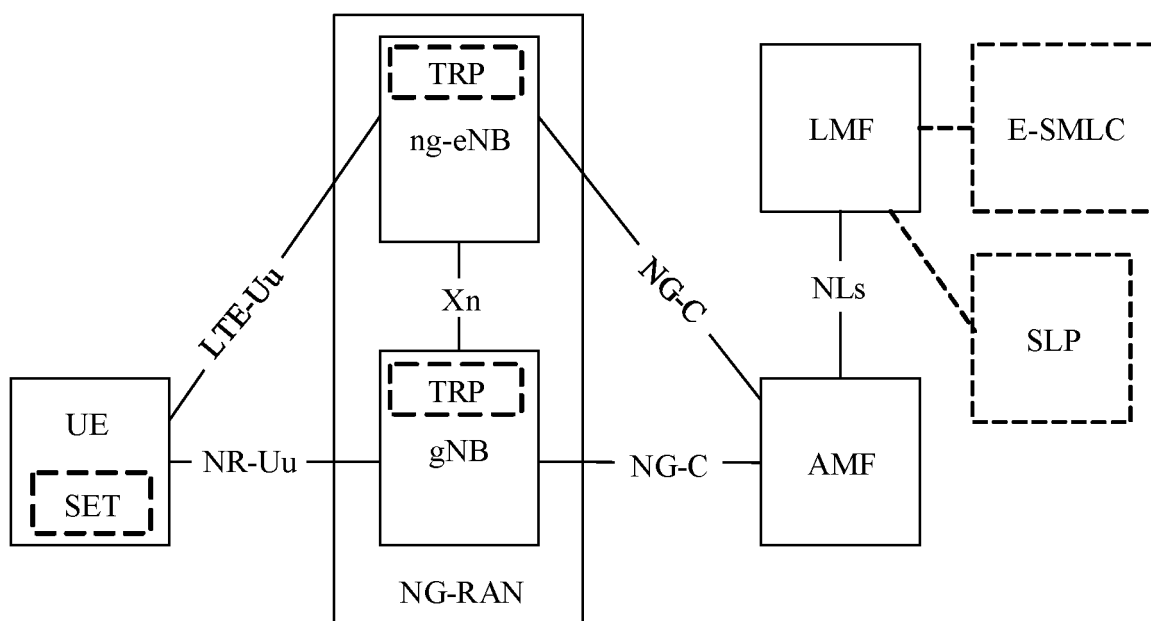 TRP
ng-eNB
LMF
E-SMLC
LTE-Uu
Xn
NG-C
NLs
SLP
UE
SET
NR-Uu
TRP
gNB
NG-C
AMF
NG-RAN